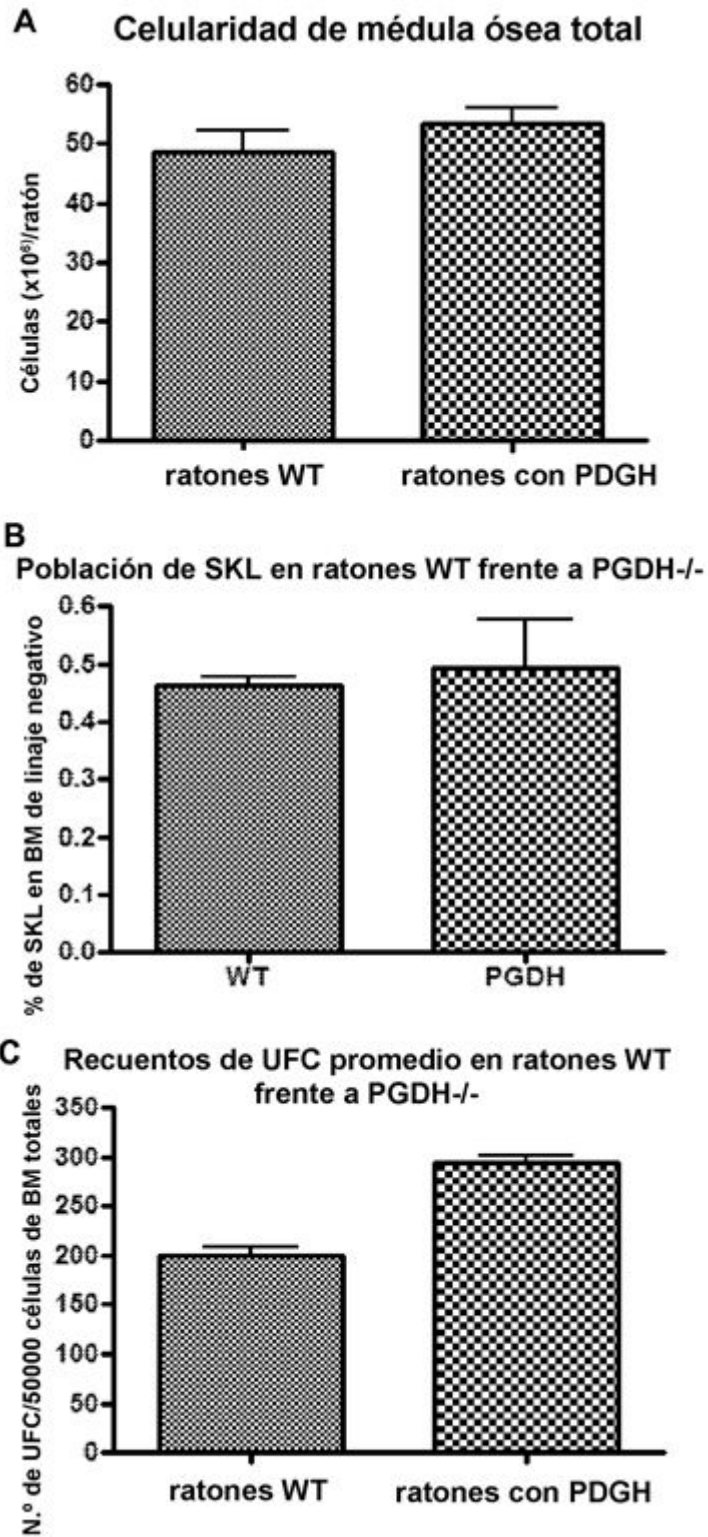 A
Celularidad de médula ósea total
Células (x10⁶⁾/ratón
60
50
40
30
20
10
0
ratones WT
ratones con PDGH
B
Población de SKL en ratones WT frente a PGDH-/-
% de SKL en BM de linaje negativo
0.6
0.5
0.4
0.3
0.2
0.1
0.0
WT
PGDH
C
Recuentos de UFC promedio en ratones WT
frente a PGDH-/-
N.º de UFC/50000 células de BM totales
350
300
250
200
150
100
50
0
ratones WT
ratones con PDGH